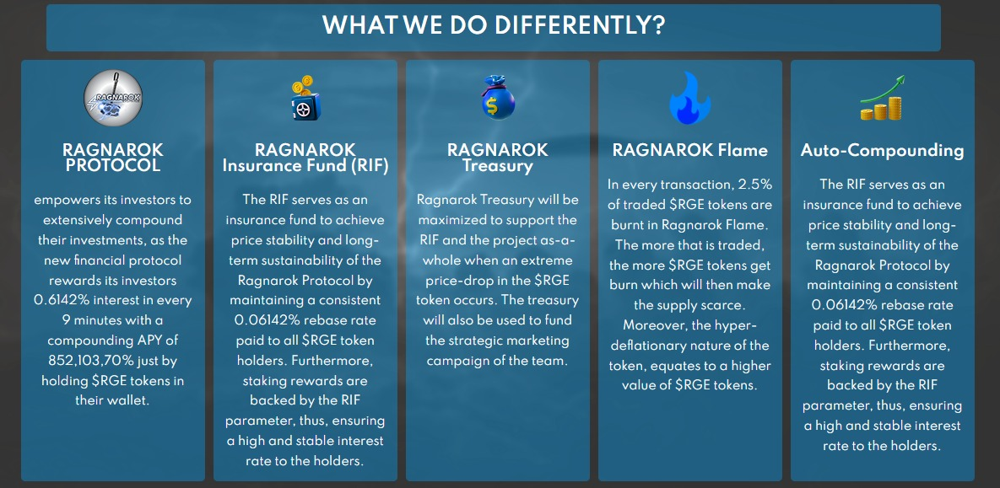 WHAT WE DO DIFFERENTLY?
RAGNAROK
RAGNAROK
PROTOCOL
empowers its investors to
extensively compound
their investments, as the
new financial protocol
rewards its investors
0.6142% interest in every
9 minutes with a
compounding APY of
852,103,70% just by
holding $RGE tokens in
their wallet.
RAGNAROK
Insurance Fund (RIF)
The RIF serves as an
insurance fund to achieve
price stability and long-
term sustainability of the
Ragnarok Protocol by
maintaining a consistent
0.06142% rebase rate
paid to all $RGE token
holders. Furthermore,
staking rewards are
backed by the RIF
parameter, thus, ensuring
a high and stable interest
rate to the holders.
$
RAGNAROK
Treasury
Ragnarok Treasury will be
maximized to support the
RIF and the project as-a-
whole when an extreme
price-drop in the $RGE
token occurs. The treasury
will also be used to fund
the strategic marketing
campaign of the team.
RAGNAROK Flame
In every transaction, 2.5%
of traded $RGE tokens are
burnt in Ragnarok Flame.
The more that is traded,
the more $RGE tokens get
burn which will then make
the supply scarce.
Moreover, the hyper-
deflationary nature of the
token, equates to a higher
value of $RGE tokens.
Auto-Compounding
The RIF serves as an
insurance fund to achieve
price stability and long-
term sustainability of the
Ragnarok Protocol by
maintaining a consistent
0.06142% rebase rate
paid to all $RGE token
holders. Furthermore,
staking rewards are
backed by the RIF
parameter, thus, ensuring
a high and stable interest
rate to the holders.